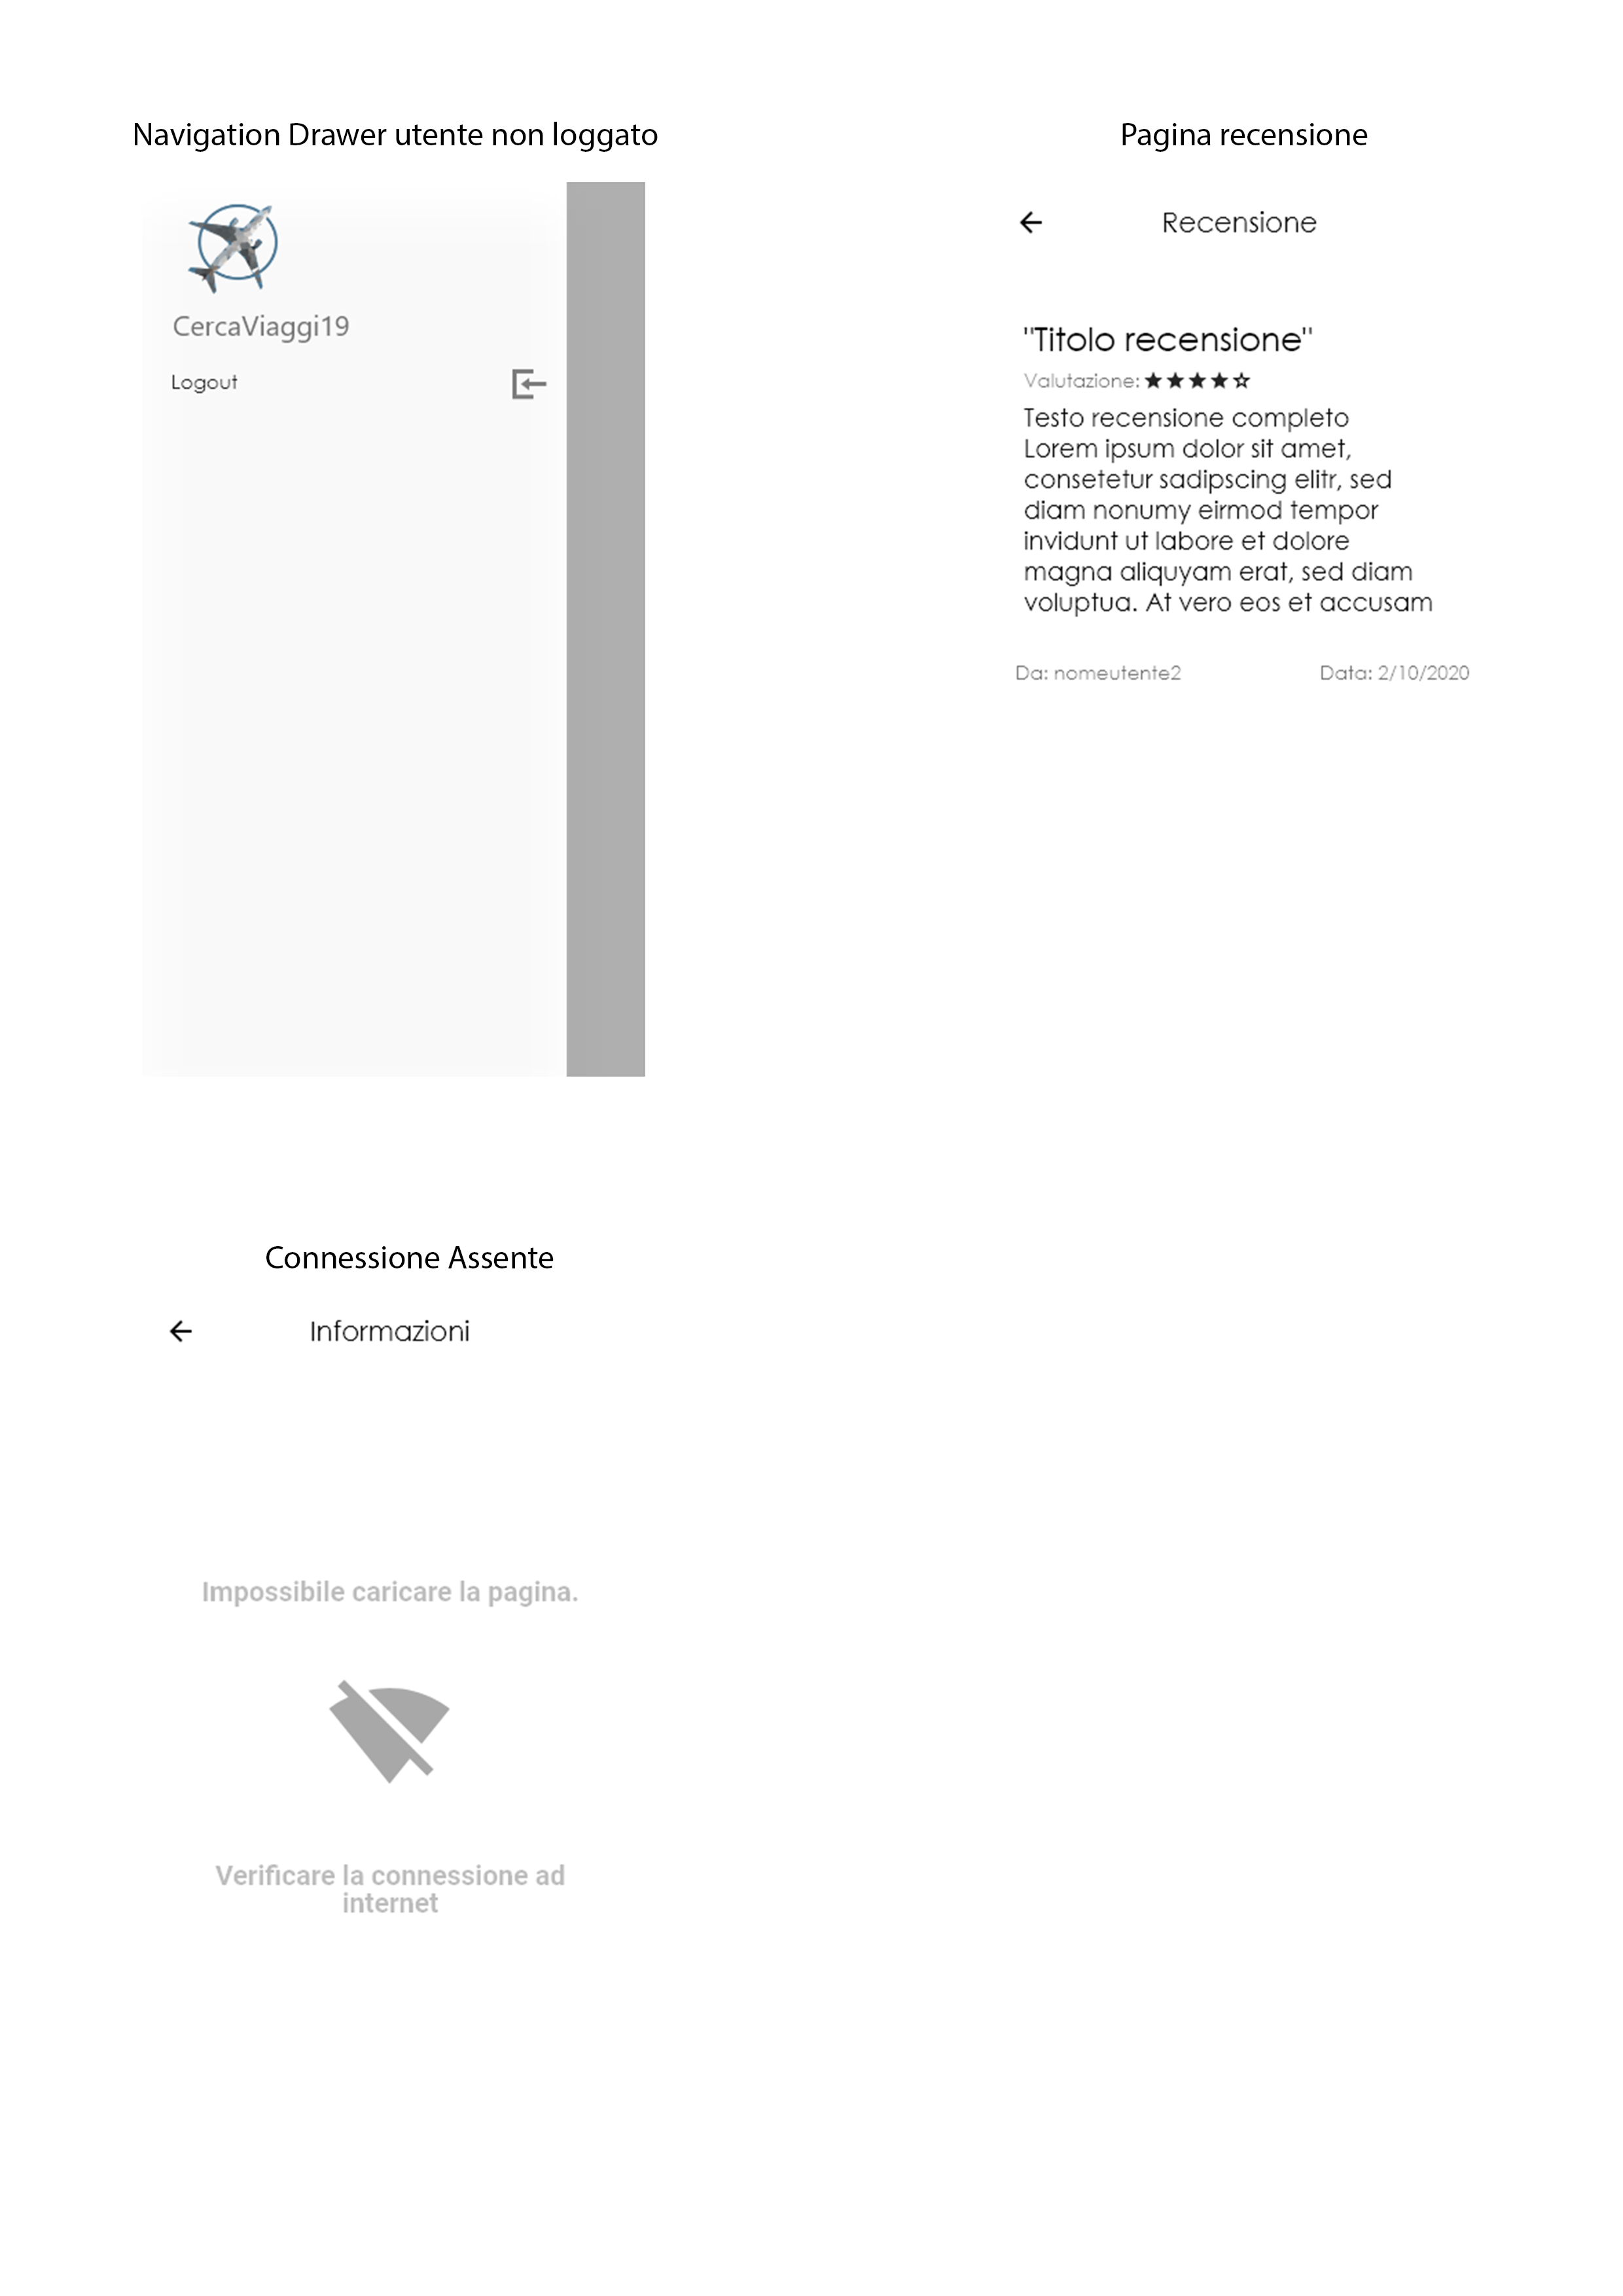 Navigation Drawer utente non loggato
CercaViaggi19
Logout
Pagina recensione
Recensione
"Titolo recensione"
Valutazione: ★★★★☆
Testo recensione completo
Lorem ipsum dolor sit amet,
consetetur sadipscing elitr, sed
diam nonumy eirmod tempor
invidunt ut labore et dolore
magna aliquyam erat, sed diam
voluptua. At vero eos et accusam
Da: nomeutente2
Data: 2/10/2020
Connessione Assente
Informazioni
Impossibile caricare la pagina.
Verificare la connessione ad
internet